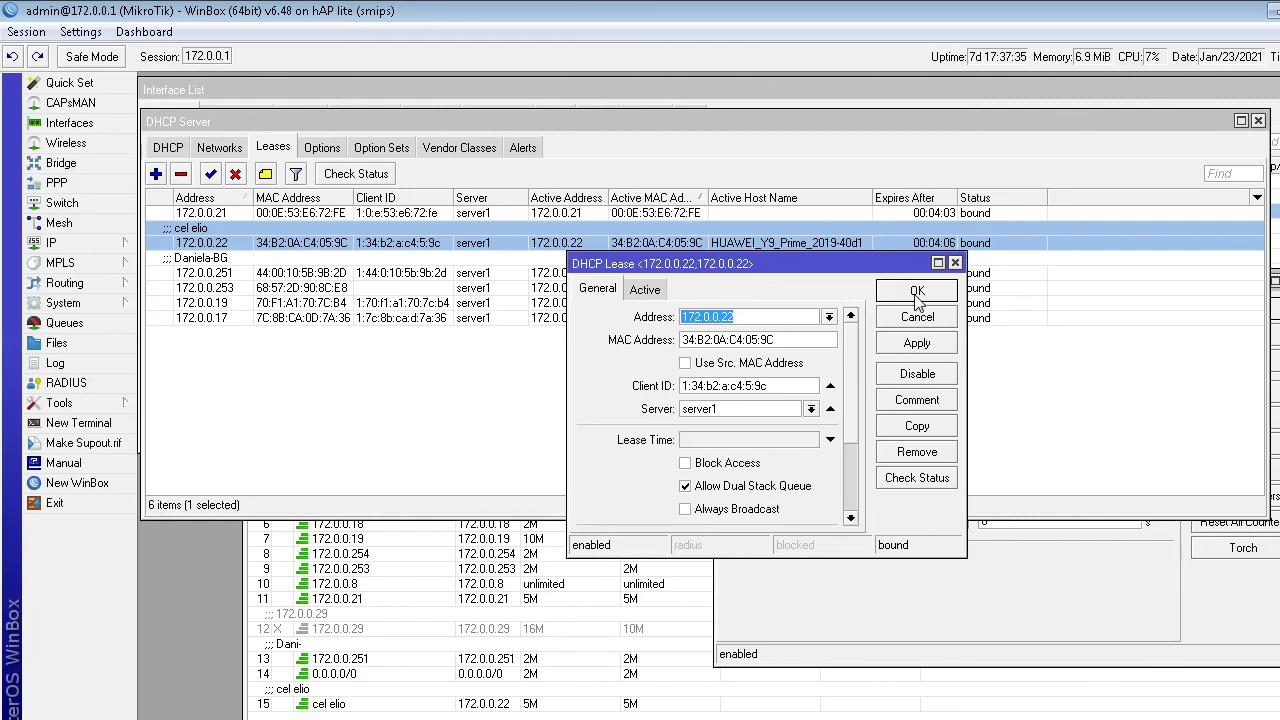 admin@172.0.0.1 (MikroTik) - WinBox (64bit) v6.48 on hAP lite (smips)
Session Settings Dashboard
Safe Mode Session: 172.0.0.1 Uptime: 7d 17:37:35 Memory: 6.9 MiB CPU: 7% Date: Jan/23/2021
Quick Set
CAPsMAN
Interfaces
Wireless
Bridge
PPP
Switch
Mesh
IP
MPLS
Routing
System
Queues
Files
Log
RADIUS
Tools
New Terminal
Make Supout.rif
Manual
New WinBox
Exit
Interface List
DHCP Server
DHCP Networks Leases Options Option Sets Vendor Classes Alerts
Check Status Find
Address MAC Address Client ID Server Active Address Active MAC Ad... Active Host Name Expires After Status
172.0.0.21 00:0E:53:E6:72:FE 1:0:e:53:e6:72:fe server1 172.0.0.21 00:0E:53:E6:72:FE 00:04:03 bound
;;; cel elio
172.0.0.22 34:B2:0A:C4:05:9C 1:34:b2:a:c4:5:9c server1 172.0.0.22 34:B2:0A:C4:05:9C HUAWEI_Y9_Prime_2019-40d1 00:04:06 bound
;;; Daniela-BG
172.0.0.251 44:00:10:5B:9B:2D 1:44:0:10:5b:9b:2d server1 172.0
172.0.0.253 68:57:2D:90:8C:E8 server1 172.0
172.0.0.19 70:F1:A1:70:7C:B4 1:70:f1:a1:70:7c:b4 server1 172.0
172.0.0.17 7C:8B:CA:0D:7A:36 1:7c:8b:ca:d:7a:36 server1 172.0
6 items (1 selected)
DHCP Lease <172.0.0.22,172.0.0.22>
General Active
Address: 172.0.0.22
MAC Address: 34:B2:0A:C4:05:9C
Use Src. MAC Address
Client ID: 1:34:b2:a:c4:5:9c
Server: server1
Lease Time:
Block Access
Allow Dual Stack Queue
Always Broadcast
OK
Cancel
Apply
Disable
Comment
Copy
Remove
Check Status
enabled radius blocked bound
6 172.0.0.18 172.0.0.18 2M 2M
7 172.0.0.19 172.0.0.19 10M
8 172.0.0.254 172.0.0.254 2M 2M
9 172.0.0.253 172.0.0.253 2M 2M
10 172.0.0.8 172.0.0.8 unlimited unlimited
11 172.0.0.21 172.0.0.21 5M 5M
;;; 172.0.0.29
12 X 172.0.0.29 172.0.0.29 16M 10M
;;; Dani-
13 172.0.0.251 172.0.0.251 2M 2M
14 0.0.0.0/0 0.0.0.0/0 2M 2M
;;; cel elio
15 cel elio 172.0.0.22 5M 5M
s
Reset All Counte
Torch
enabled
terOS WinBox